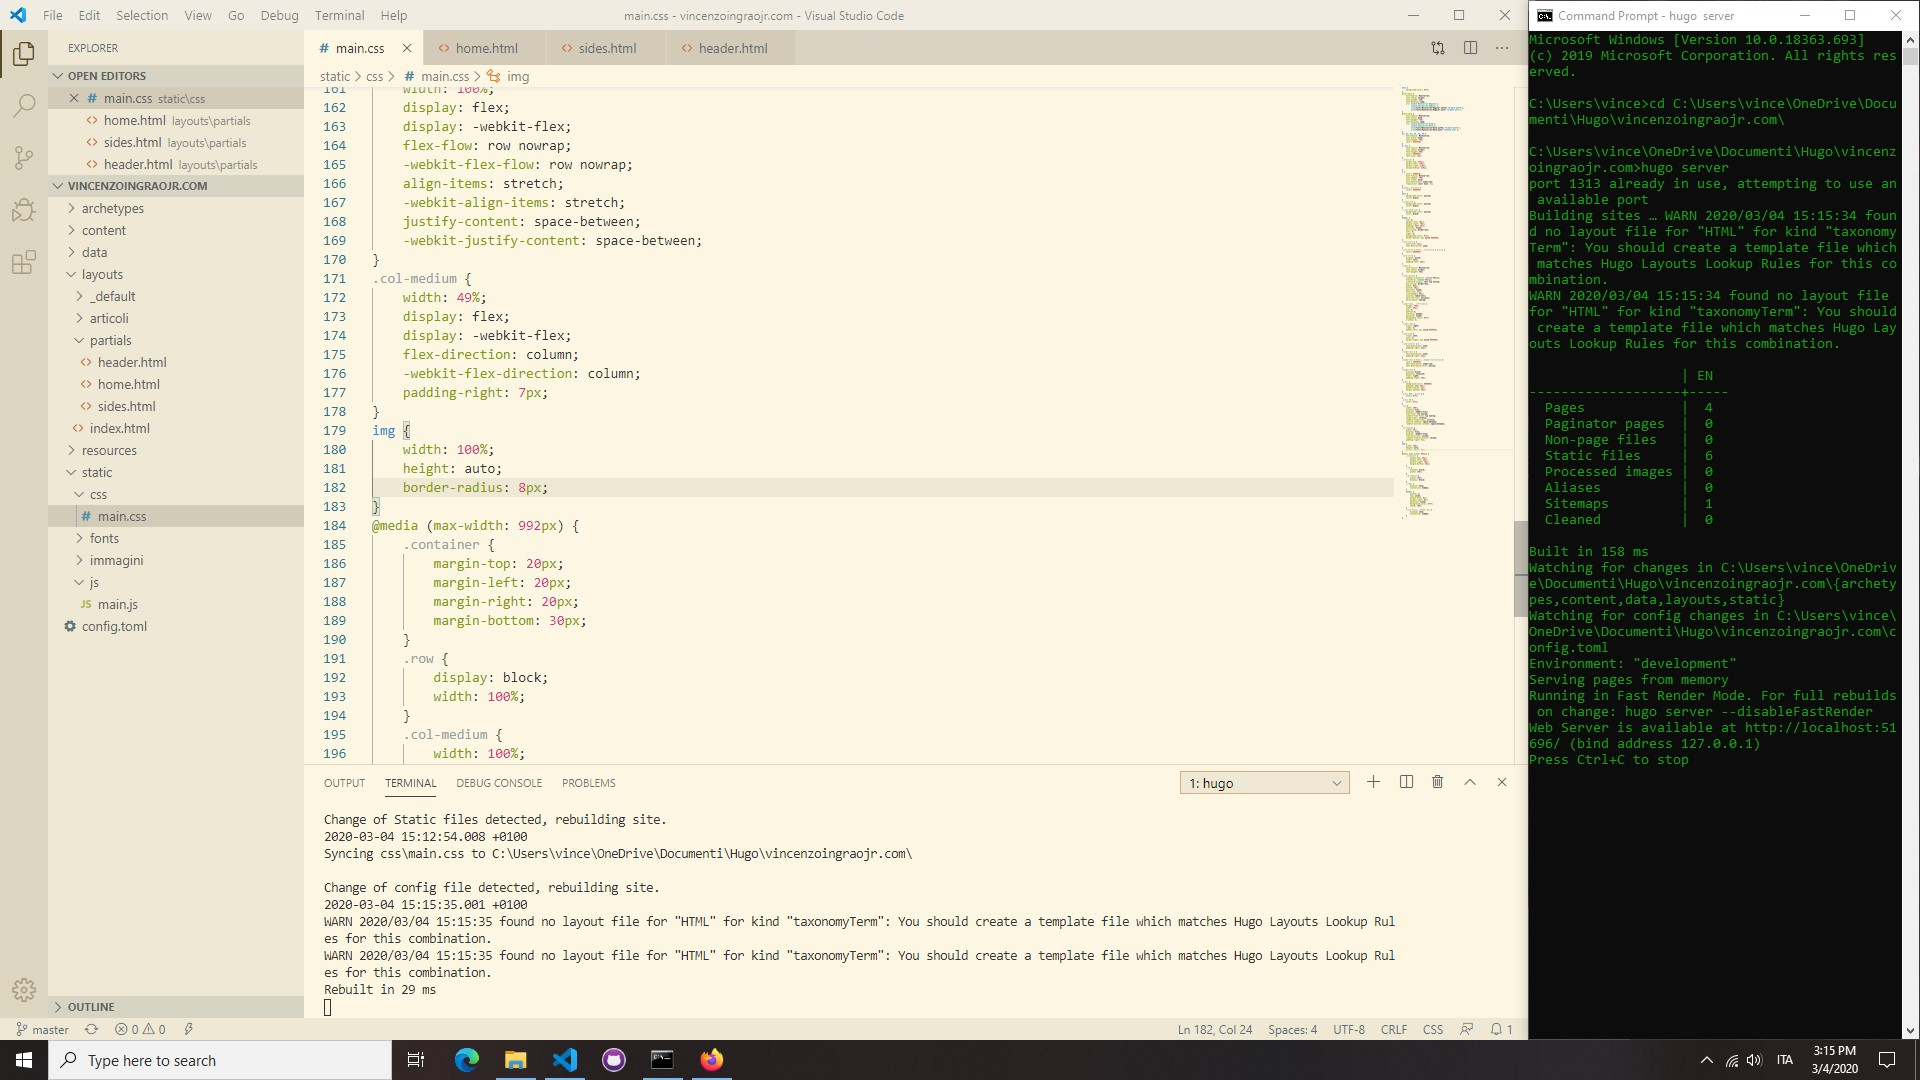 File Edit Selection View Go Debug Terminal Help
main.css - vincenzoingraojr.com - Visual Studio Code
EXPLORER
OPEN EDITORS
main.css static\css
home.html layouts\partials
sides.html layouts\partials
header.html layouts\partials
VINCENZOINGRAOJR.COM
archetypes
content
data
layouts
_default
articoli
partials
header.html
home.html
sides.html
index.html
resources
static
css
main.css
fonts
immagini
js
JS main.js
config.toml
OUTLINE
# main.css
home.html
sides.html
header.html
static > css > # main.css > img
161 width: 100%;
162 display: flex;
163 display: -webkit-flex;
164 flex-flow: row nowrap;
165 -webkit-flex-flow: row nowrap;
166 align-items: stretch;
167 -webkit-align-items: stretch;
168 justify-content: space-between;
169 -webkit-justify-content: space-between;
170 }
171 .col-medium {
172 width: 49%;
173 display: flex;
174 display: -webkit-flex;
175 flex-direction: column;
176 -webkit-flex-direction: column;
177 padding-right: 7px;
178 }
179 img {
180 width: 100%;
181 height: auto;
182 border-radius: 8px;
183 }
184 @media (max-width: 992px) {
185 .container {
186 margin-top: 20px;
187 margin-left: 20px;
188 margin-right: 20px;
189 margin-bottom: 30px;
190 }
191 .row {
192 display: block;
193 width: 100%;
194 }
195 .col-medium {
196 width: 100%;
OUTPUT TERMINAL DEBUG CONSOLE PROBLEMS
1: hugo
Change of Static files detected, rebuilding site.
2020-03-04 15:12:54.008 +0100
Syncing css\main.css to C:\Users\vince\OneDrive\Documenti\Hugo\vincenzoingraojr.com\
Change of config file detected, rebuilding site.
2020-03-04 15:15:35.001 +0100
WARN 2020/03/04 15:15:35 found no layout file for "HTML" for kind "taxonomyTerm": You should create a template file which matches Hugo Layouts Lookup Rul
es for this combination.
WARN 2020/03/04 15:15:35 found no layout file for "HTML" for kind "taxonomyTerm": You should create a template file which matches Hugo Layouts Lookup Rul
es for this combination.
Rebuilt in 29 ms
master 0 0
Ln 182, Col 24 Spaces: 4 UTF-8 CRLF CSS 1
Command Prompt - hugo server
Microsoft Windows [Version 10.0.18363.693]
(c) 2019 Microsoft Corporation. All rights res
erved.
C:\Users\vince>cd C:\Users\vince\OneDrive\Docu
menti\Hugo\vincenzoingraojr.com\
C:\Users\vince\OneDrive\Documenti\Hugo\vincenz
oingraojr.com>hugo server
port 1313 already in use, attempting to use an
available port
Building sites … WARN 2020/03/04 15:15:34 foun
d no layout file for "HTML" for kind "taxonomy
Term": You should create a template file which
matches Hugo Layouts Lookup Rules for this co
mbination.
WARN 2020/03/04 15:15:34 found no layout file
for "HTML" for kind "taxonomyTerm": You should
create a template file which matches Hugo Lay
outs Lookup Rules for this combination.
| EN
-------------------+-----
Pages | 4
Paginator pages | 0
Non-page files | 0
Static files | 6
Processed images | 0
Aliases | 0
Sitemaps | 1
Cleaned | 0
Built in 158 ms
Watching for changes in C:\Users\vince\OneDriv
e\Documenti\Hugo\vincenzoingraojr.com\{archety
pes,content,data,layouts,static}
Watching for config changes in C:\Users\vince\
OneDrive\Documenti\Hugo\vincenzoingraojr.com\c
onfig.toml
Environment: "development"
Serving pages from memory
Running in Fast Render Mode. For full rebuilds
on change: hugo server --disableFastRender
Web Server is available at http://localhost:51
696/ (bind address 127.0.0.1)
Press Ctrl+C to stop
Type here to search
ITA
3:15 PM
3/4/2020